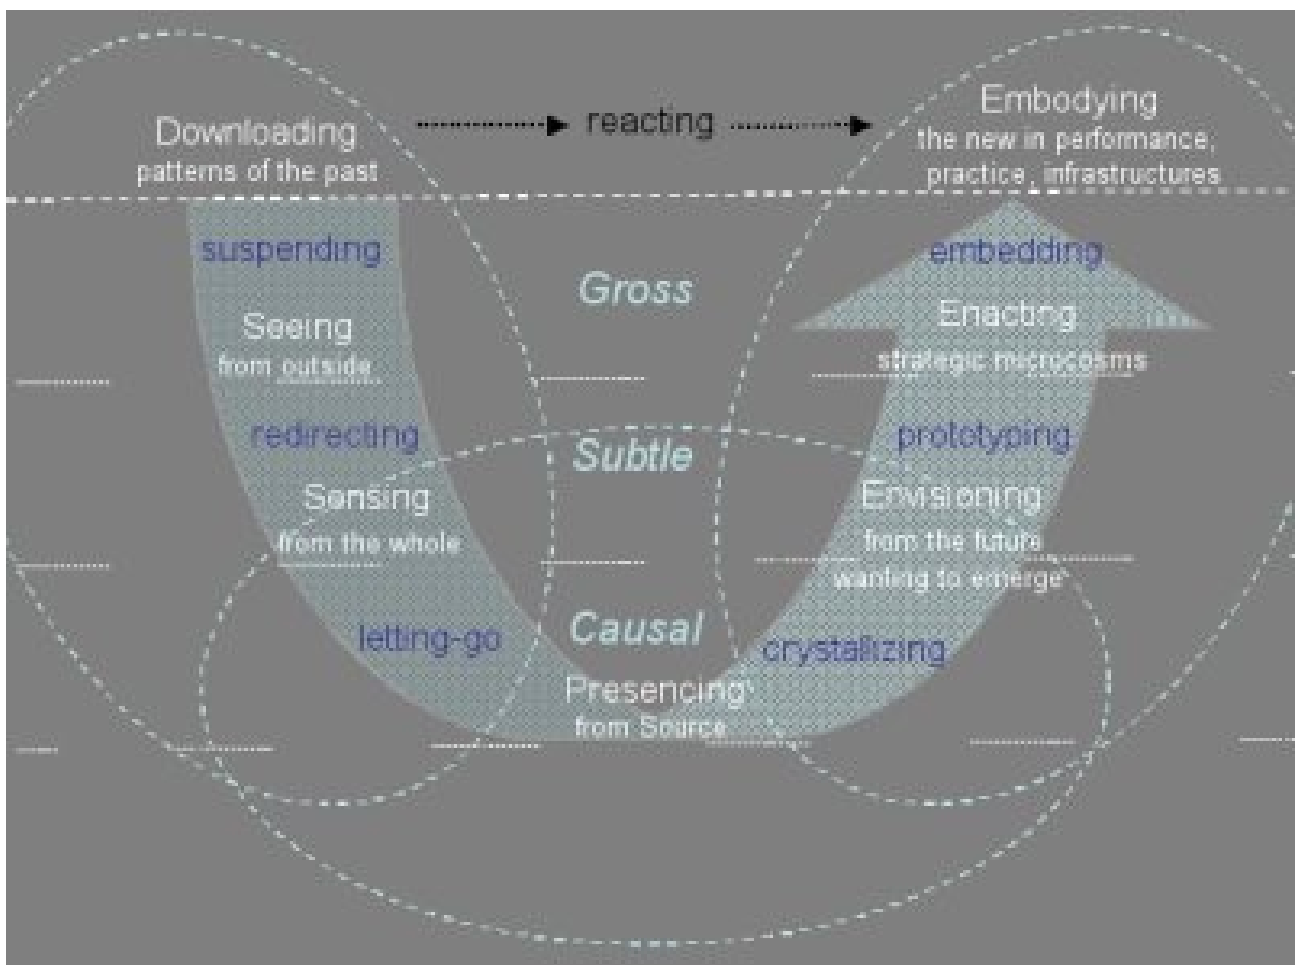 Downloading
patterns of the past
reacting
Embodying
the new in performance,
practice, infrastructures
suspending
Seeing
from outside
redirecting
Sensing
from the whole
letting-go
Gross
Subtle
Causal
Presencing
from Source
embedding
Enacting
strategic microcosms
prototyping
Envisioning
from the future
wanting to emerge
crystallizing